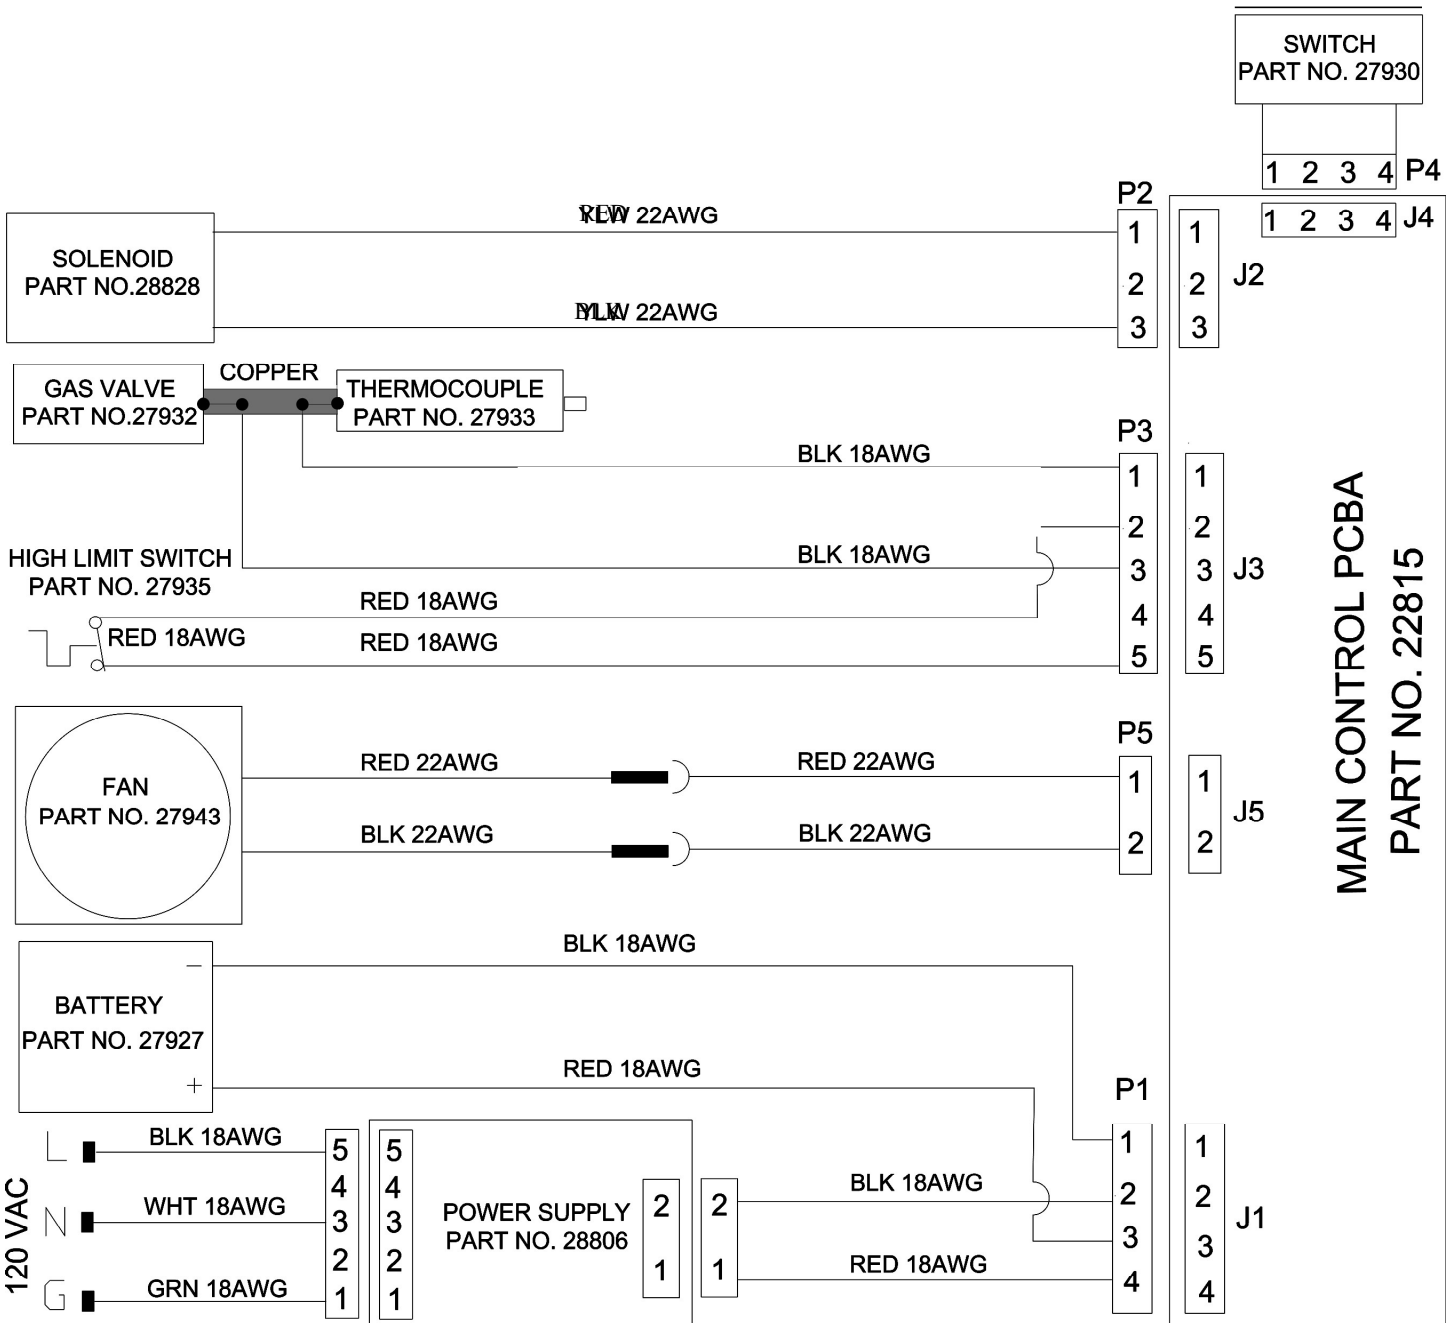 SWITCH
PART NO. 27930
1 2 3 4 P4
1 2 3 4 J4
SOLENOID
PART NO.28828
22AWG
22AWG
P2
1
2
3
1
2
3
J2
GAS VALVE
PART NO.27932
COPPER
THERMOCOUPLE
PART NO. 27933
BLK 18AWG
BLK 18AWG
HIGH LIMIT SWITCH
PART NO. 27935
RED 18AWG
RED 18AWG
RED 18AWG
P3
1
2
3
4
5
1
2
3
4
5
J3
MAIN CONTROL PCBA
PART NO. 22815
FAN
PART NO. 27943
RED 22AWG
RED 22AWG
BLK 22AWG
BLK 22AWG
P5
1
2
1
2
J5
BATTERY
PART NO. 27927
–
+
BLK 18AWG
RED 18AWG
P1
1
2
3
4
1
2
3
4
J1
120 VAC
L
BLK 18AWG
N
WHT 18AWG
G
GRN 18AWG
5
4
3
2
1
5
4
3
2
1
POWER SUPPLY
PART NO. 28806
2
1
2
1
BLK 18AWG
RED 18AWG